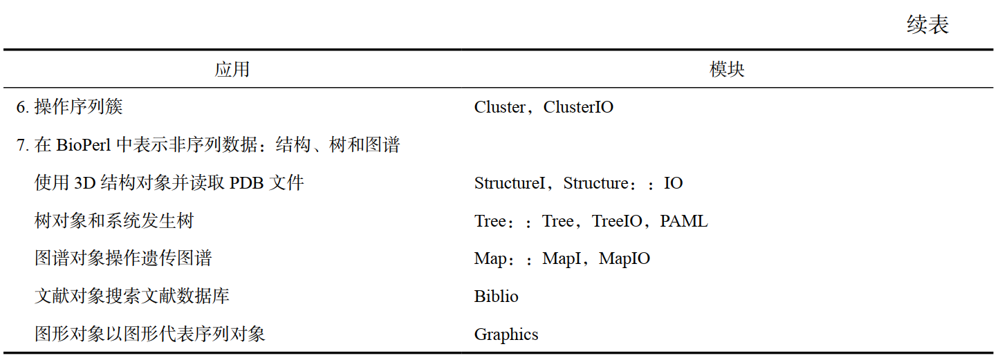 续表
应用 模块
6. 操作序列簇 Cluster，ClusterIO
7. 在 BioPerl 中表示非序列数据：结构、树和图谱
使用 3D 结构对象并读取 PDB 文件 StructureI，Structure：：IO
树对象和系统发生树 Tree：：Tree，TreeIO，PAML
图谱对象操作遗传图谱 Map：：MapI，MapIO
文献对象搜索文献数据库 Biblio
图形对象以图形代表序列对象 Graphics